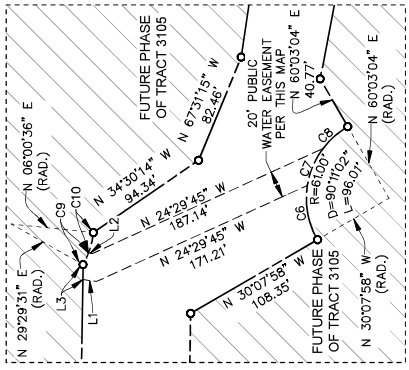 FUTURE PHASE
OF TRACT 3105
N 67°31'15" W
82.46'
20' PUBLIC
WATER EASEMENT
PER THIS MAP
N 60°03'04" E
40.77'
N 60°03'04" E
(RAD.)
N 06°00'36" E
(RAD.)
N 34°30'14" W
94.34'
N 24°29'45" W
187.14'
N 24°29'45" W
171.21'
C9
C10
L2
L3
L1
N 29°29'31" E
(RAD.)
C8
C7
R=61.00'
D=90°11'02"
L=96.01'
C6
N 30°07'58" W
108.35'
FUTURE PHASE
OF TRACT 3105
N 30°07'58" W
(RAD.)